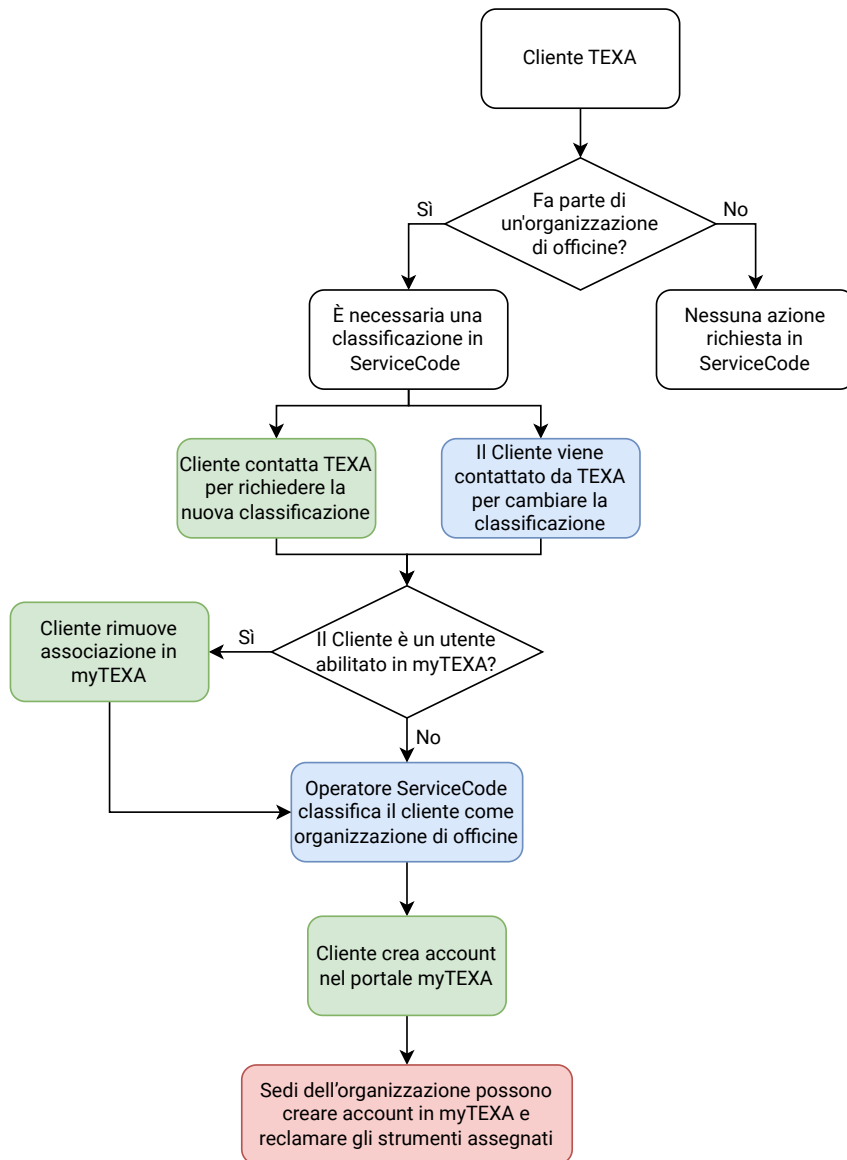 Cliente TEXA
Fa parte di
un'organizzazione
di officine?
Sì
No
È necessaria una
classificazione in
ServiceCode
Nessuna azione
richiesta in
ServiceCode
Cliente contatta TEXA
per richiedere la
nuova classificazione
Il Cliente viene
contattato da TEXA
per cambiare la
classificazione
Cliente rimuove
associazione in
myTEXA
Sì
Il Cliente è un utente
abilitato in myTEXA?
No
Operatore ServiceCode
classifica il cliente come
organizzazione di officine
Cliente crea account
nel portale myTEXA
Sedi dell’organizzazione possono
creare account in myTEXA e
reclamare gli strumenti assegnati